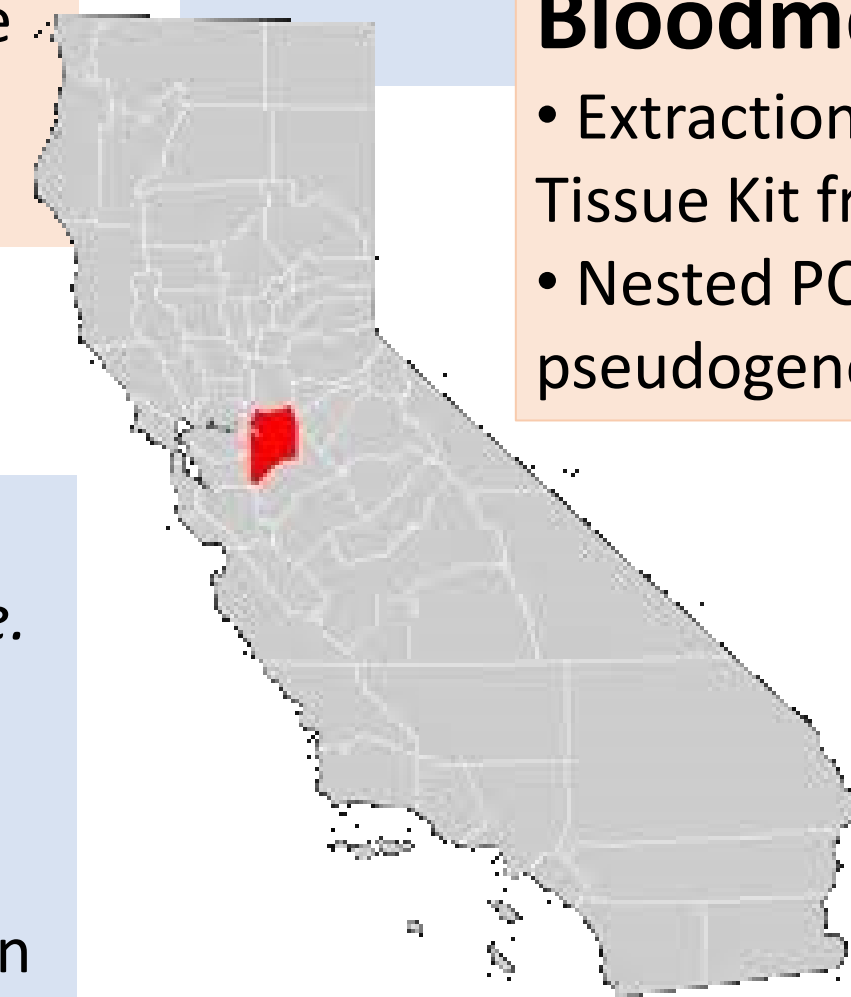 e
Bloodm
• Extraction
Tissue Kit fr
• Nested PC
pseudogene
e.
n